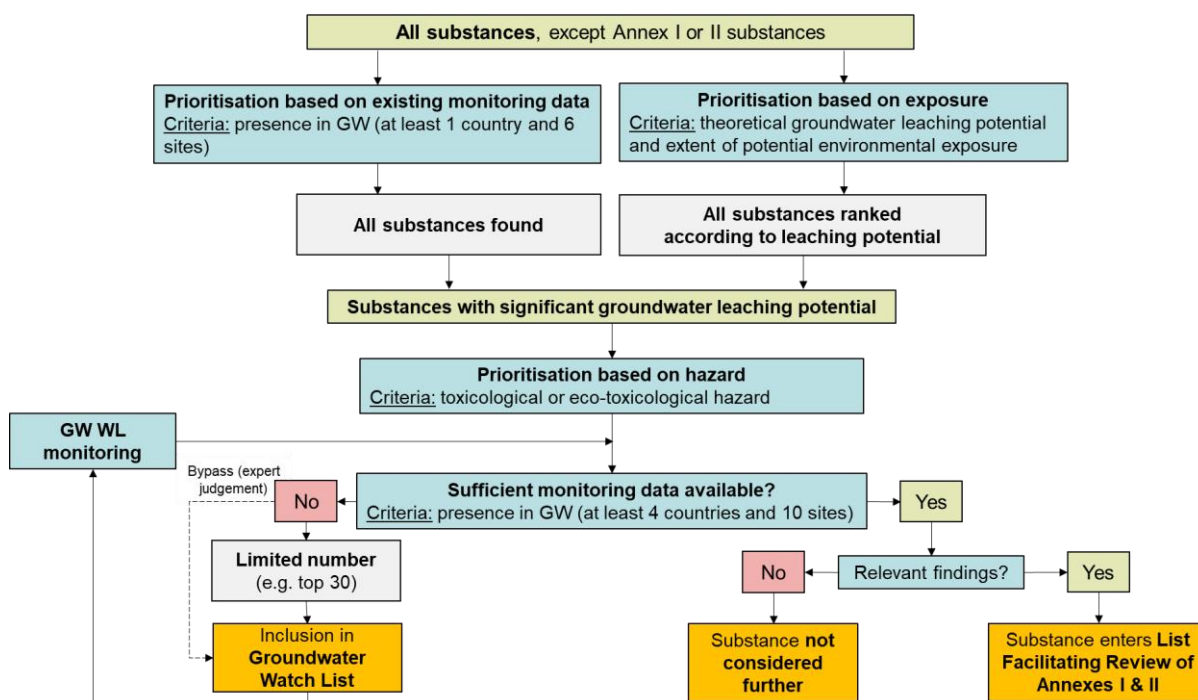 All substances, except Annex I or II substances
Prioritisation based on existing monitoring data
Criteria: presence in GW (at least 1 country and 6
sites)
Prioritisation based on exposure
Criteria: theoretical groundwater leaching potential
and extent of potential environmental exposure
All substances found
All substances ranked
according to leaching potential
Substances with significant groundwater leaching potential
Prioritisation based on hazard
Criteria: toxicological or eco-toxicological hazard
GW WL
monitoring
Bypass (expert
judgement)
No
Sufficient monitoring data available?
Criteria: presence in GW (at least 4 countries and 10 sites)
Yes
Limited number
(e.g. top 30)
No
Relevant findings?
Yes
Inclusion in
Groundwater
Watch List
Substance not
considered
further
Substance enters List
Facilitating Review of
Annexes I & II